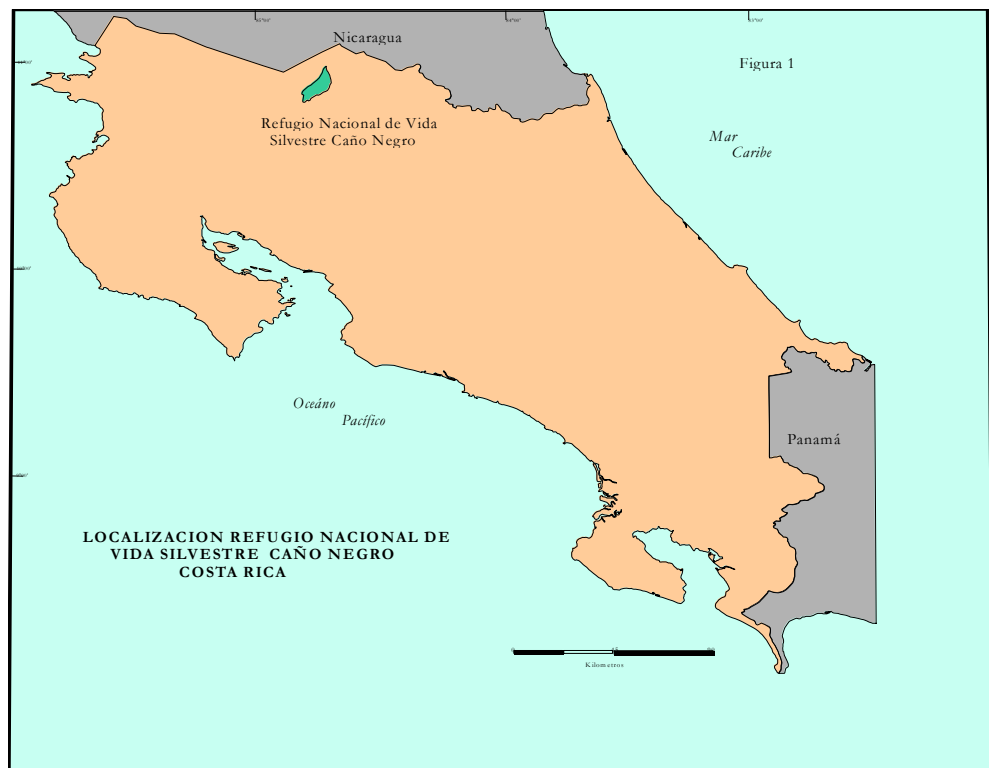 Nicaragua
Figura 1
Refugio Nacional de Vida
Silvestre Caño Negro
Mar
Caribe
Oceáno
Pacífico
Panamá
LOCALIZACION REFUGIO NACIONAL DE
VIDA SILVESTRE CAÑO NEGRO
COSTA RICA
Kilometros